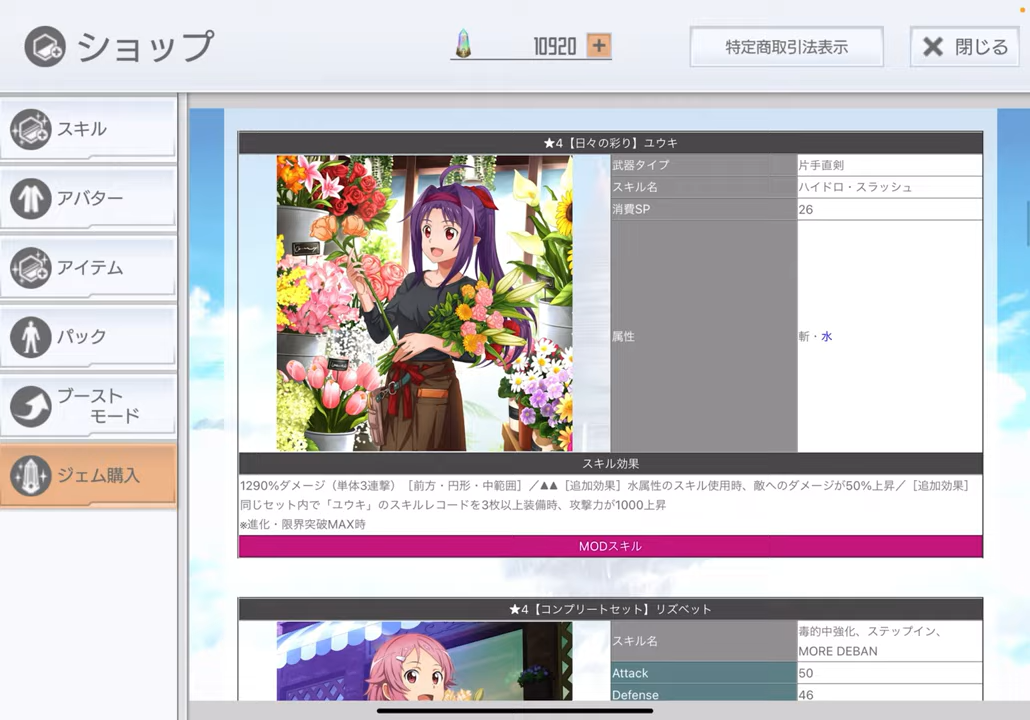 ショップ
10920
特定商取引法表示
閉じる
スキル
アバター
アイテム
パック
ブースト
モード
ジェム購入
★4【日々の彩り】ユウキ
武器タイプ 片手直剣
スキル名 ハイドロ・スラッシュ
消費SP 26
属性 斬・水
スキル効果
1290%ダメージ（単体3連撃）［前方・円形・中範囲］／▲▲［追加効果］水属性のスキル使用時、敵へのダメージが50%上昇／［追加効果］
同じセット内で「ユウキ」のスキルレコードを3枚以上装備時、攻撃力が1000上昇
※進化・限界突破MAX時
MODスキル
★4【コンプリートセット】リズベット
スキル名 毒的中強化、ステップイン、
MORE DEBAN
Attack 50
Defense 46